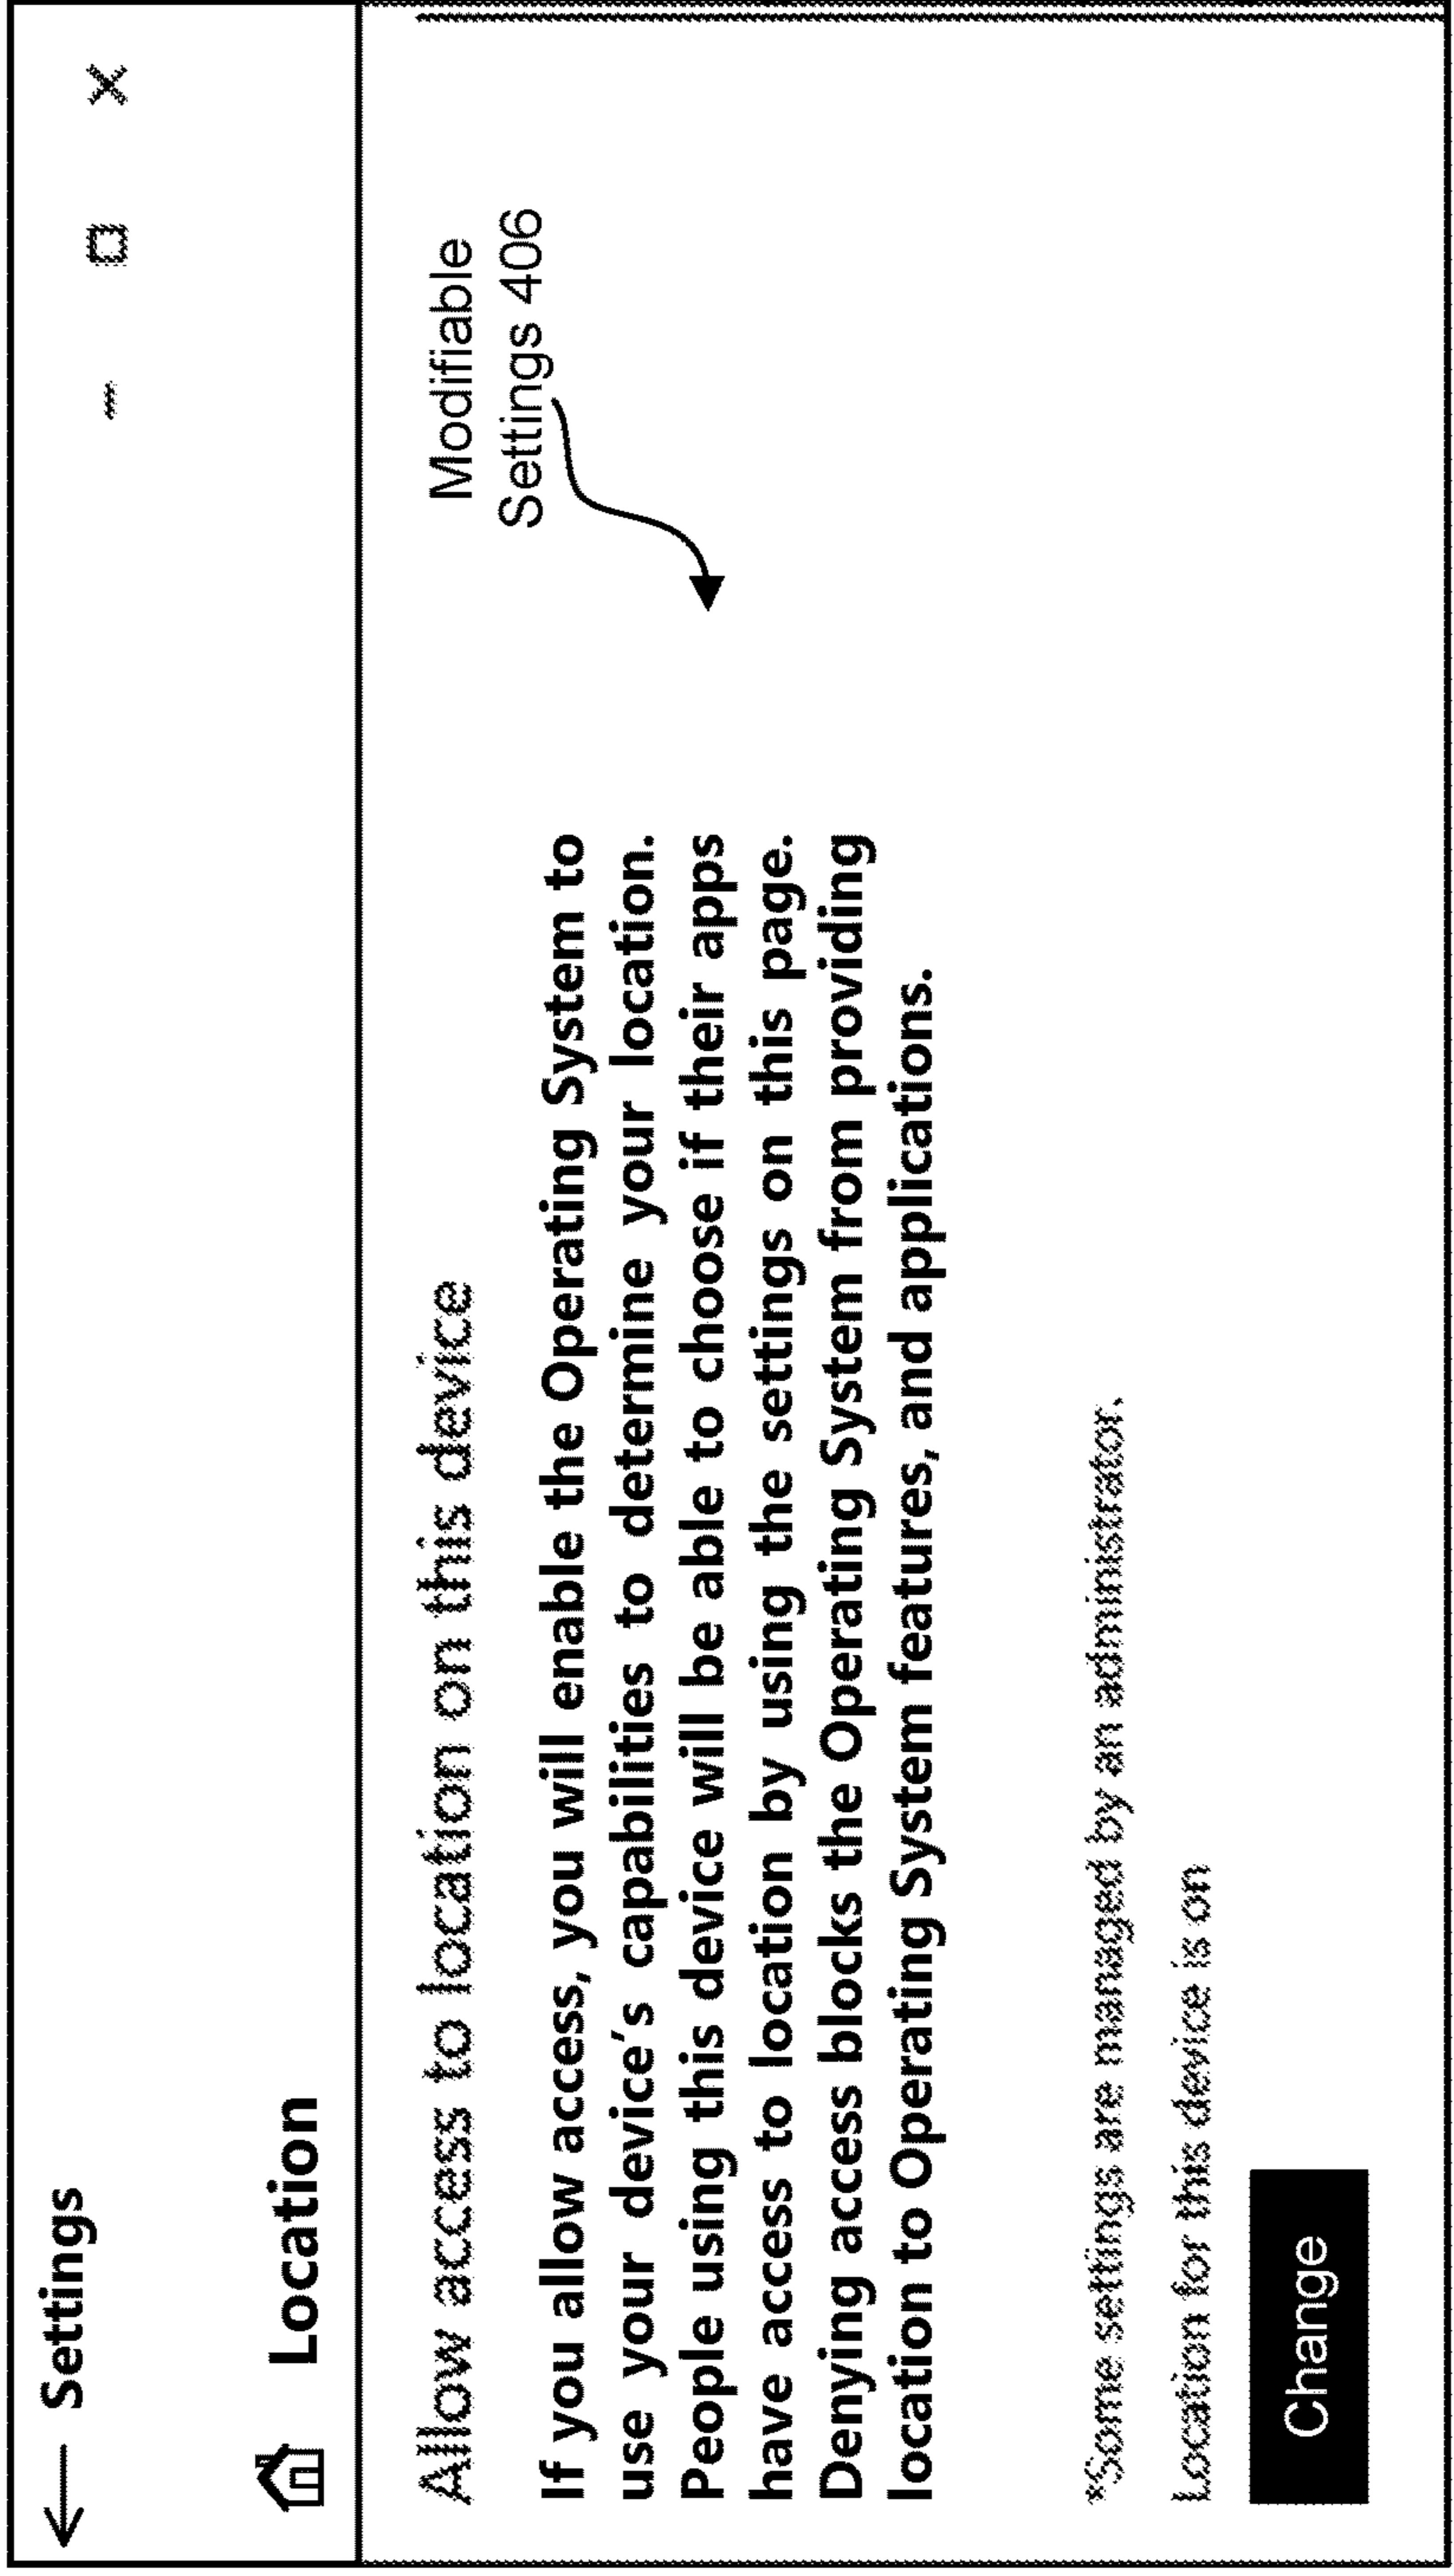 Settings
Location
Allow access to location on this device
Modifiable
Settings 406
If you allow access, you will enable the Operating System to
use your device's capabilities to determine your location.
People using this device will be able to choose if their apps
have access to location by using the settings on this page.
Denying access blocks the Operating System from providing
location to Operating System features, and applications.
*Some settings are managed by an administrator.
Location for this device is on
Change